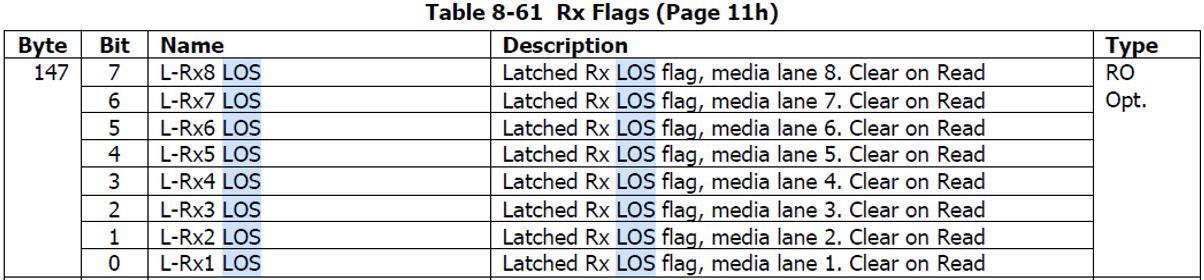 Table 8-61 Rx Flags (Page 11h)
Byte Bit Name Description Type
147 7 L-Rx8 LOS Latched Rx LOS flag, media lane 8. Clear on Read RO
6 L-Rx7 LOS Latched Rx LOS flag, media lane 7. Clear on Read Opt.
5 L-Rx6 LOS Latched Rx LOS flag, media lane 6. Clear on Read
4 L-Rx5 LOS Latched Rx LOS flag, media lane 5. Clear on Read
3 L-Rx4 LOS Latched Rx LOS flag, media lane 4. Clear on Read
2 L-Rx3 LOS Latched Rx LOS flag, media lane 3. Clear on Read
1 L-Rx2 LOS Latched Rx LOS flag, media lane 2. Clear on Read
0 L-Rx1 LOS Latched Rx LOS flag, media lane 1. Clear on Read